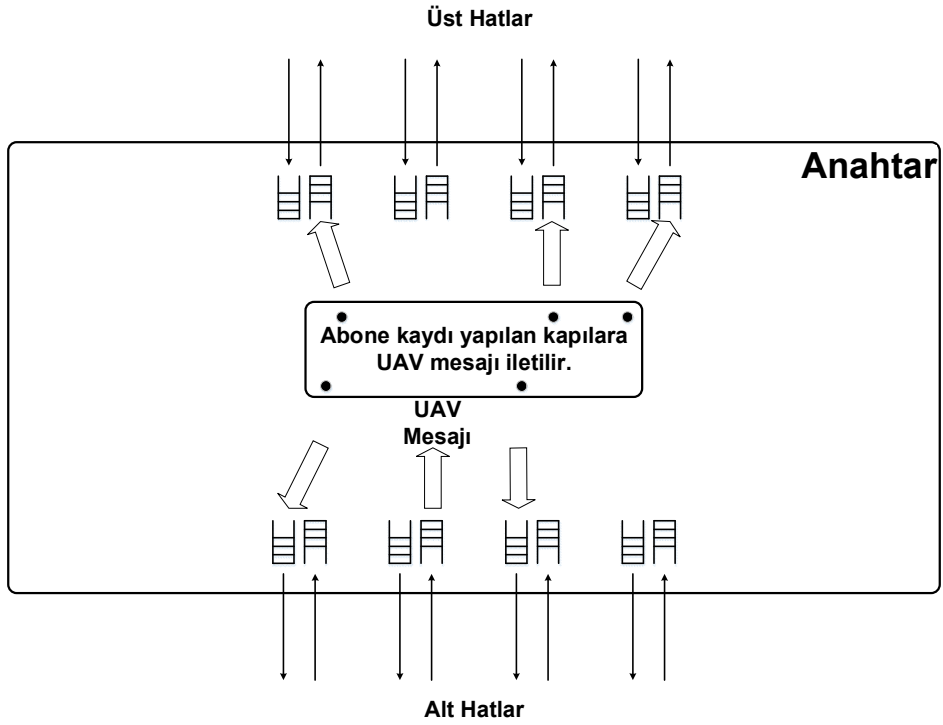 Üst Hatlar
Anahtar
Abone kaydı yapılan kapılara
UAV mesajı iletilir.
UAV
Mesajı
Alt Hatlar